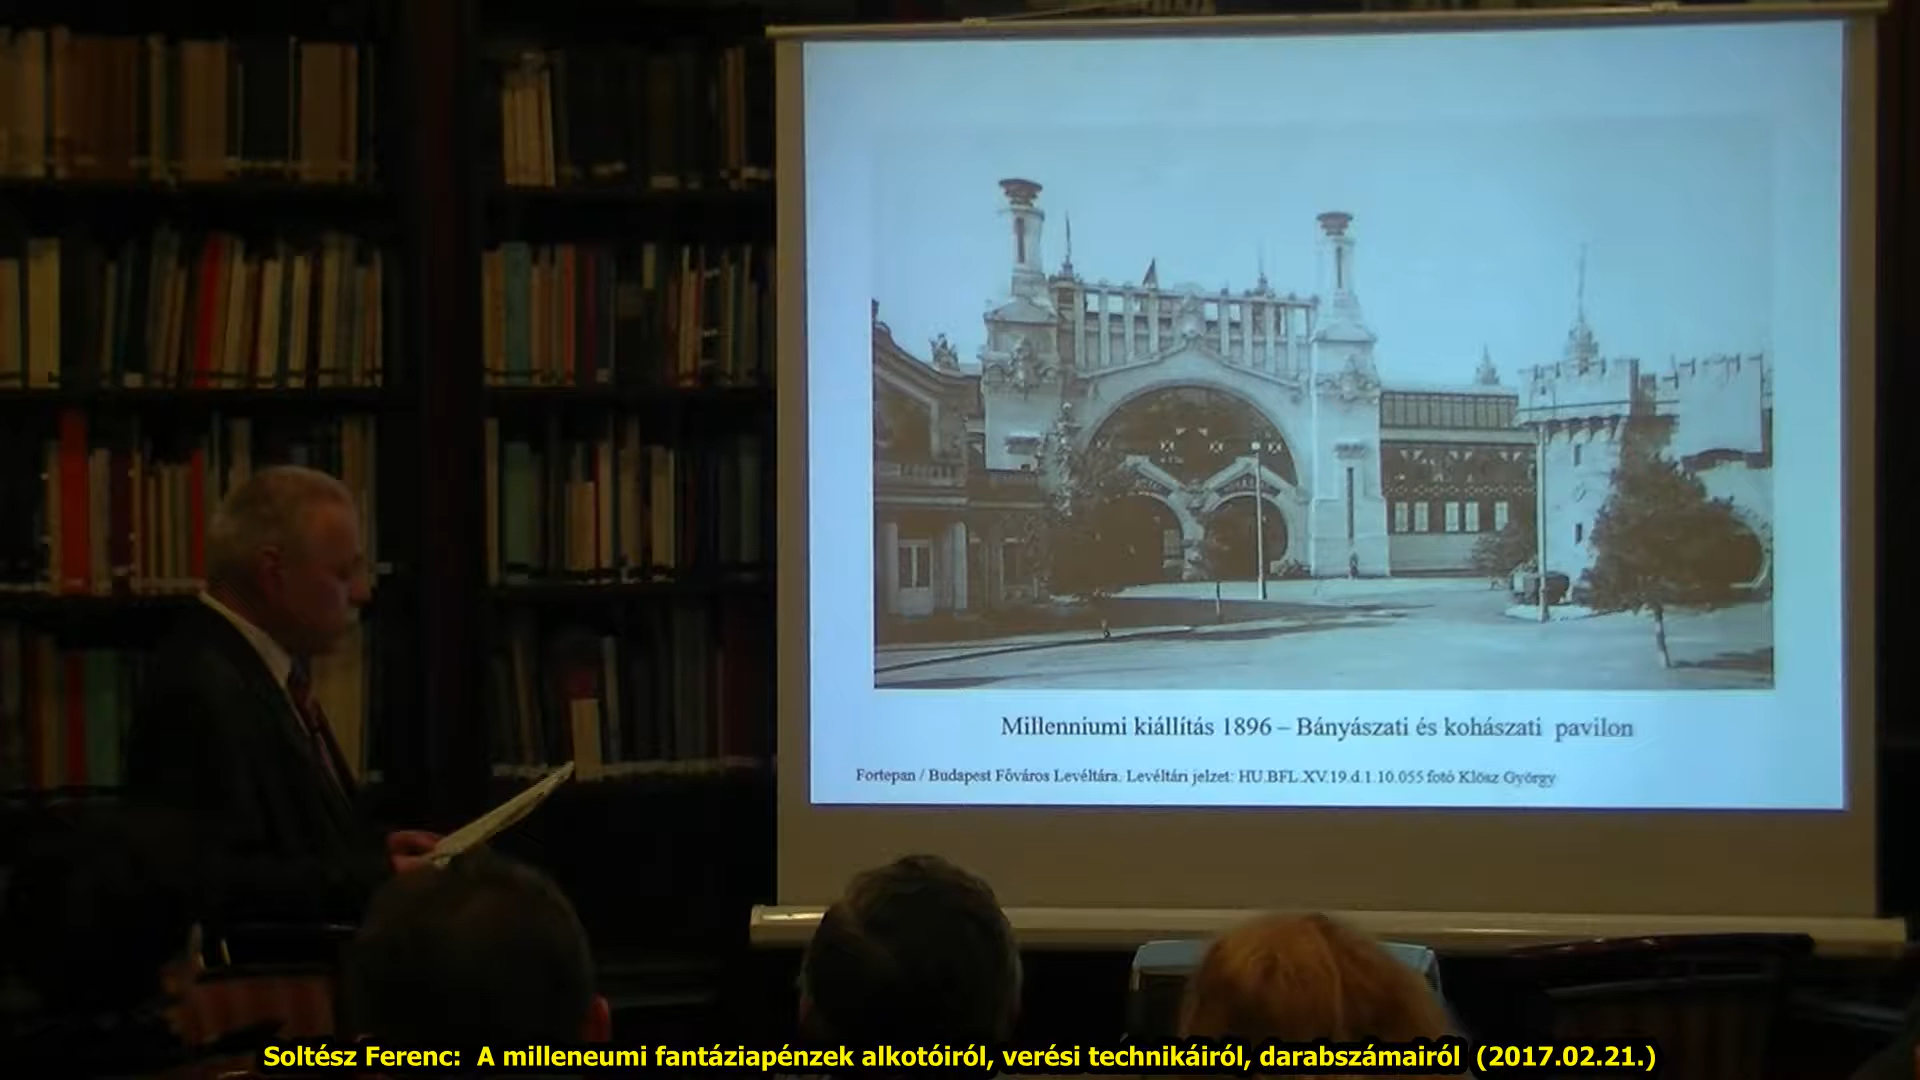 Millenniumi kiállítás 1896 – Bányászati és kohászati pavilon
Fortepan / Budapest Főváros Levéltára. Levéltári jelzet: HU.BFL.XV.19.d.1.10.055 fotó Klösz György
Soltész Ferenc: A milleneumi fantáziapénzek alkotóiról, verési technikáiról, darabszámairól (2017.02.21.)